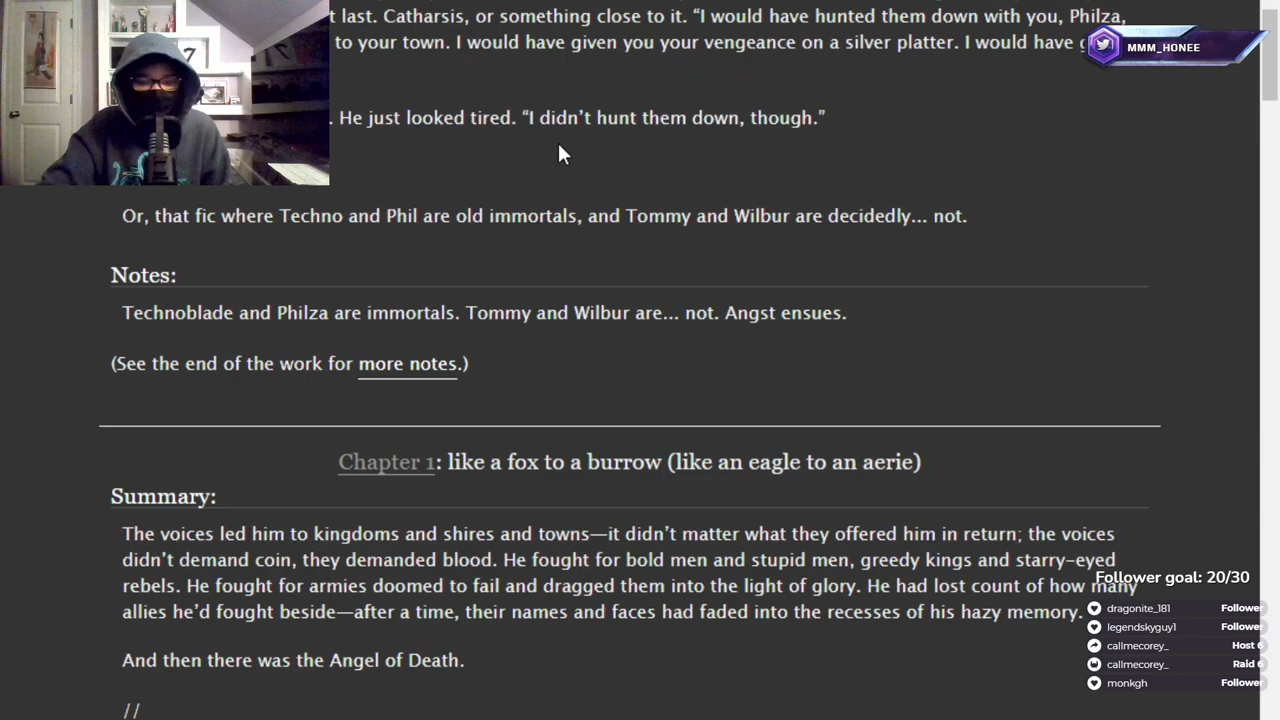 t last. Catharsis, or something close to it. “I would have hunted them down with you, Philza,
to your town. I would have given you your vengeance on a silver platter. I would have
MMM_HONEE
. He just looked tired. “I didn’t hunt them down, though.”
Or, that fic where Techno and Phil are old immortals, and Tommy and Wilbur are decidedly... not.
Notes:
Technoblade and Philza are immortals. Tommy and Wilbur are... not. Angst ensues.
(See the end of the work for more notes.)
Chapter 1: like a fox to a burrow (like an eagle to an aerie)
Summary:
The voices led him to kingdoms and shires and towns—it didn’t matter what they offered him in return; the voices
didn’t demand coin, they demanded blood. He fought for bold men and stupid men, greedy kings and starry-eyed
rebels. He fought for armies doomed to fail and dragged them into the light of glory. He had lost count of how many
allies he’d fought beside—after a time, their names and faces had faded into the recesses of his hazy memory.
And then there was the Angel of Death.
//
Follower goal: 20/30
dragonite_181 Follower
legendskyguy1 Follower
callmecorey_ Host 6
callmecorey_ Raid 6
monkgh Follower